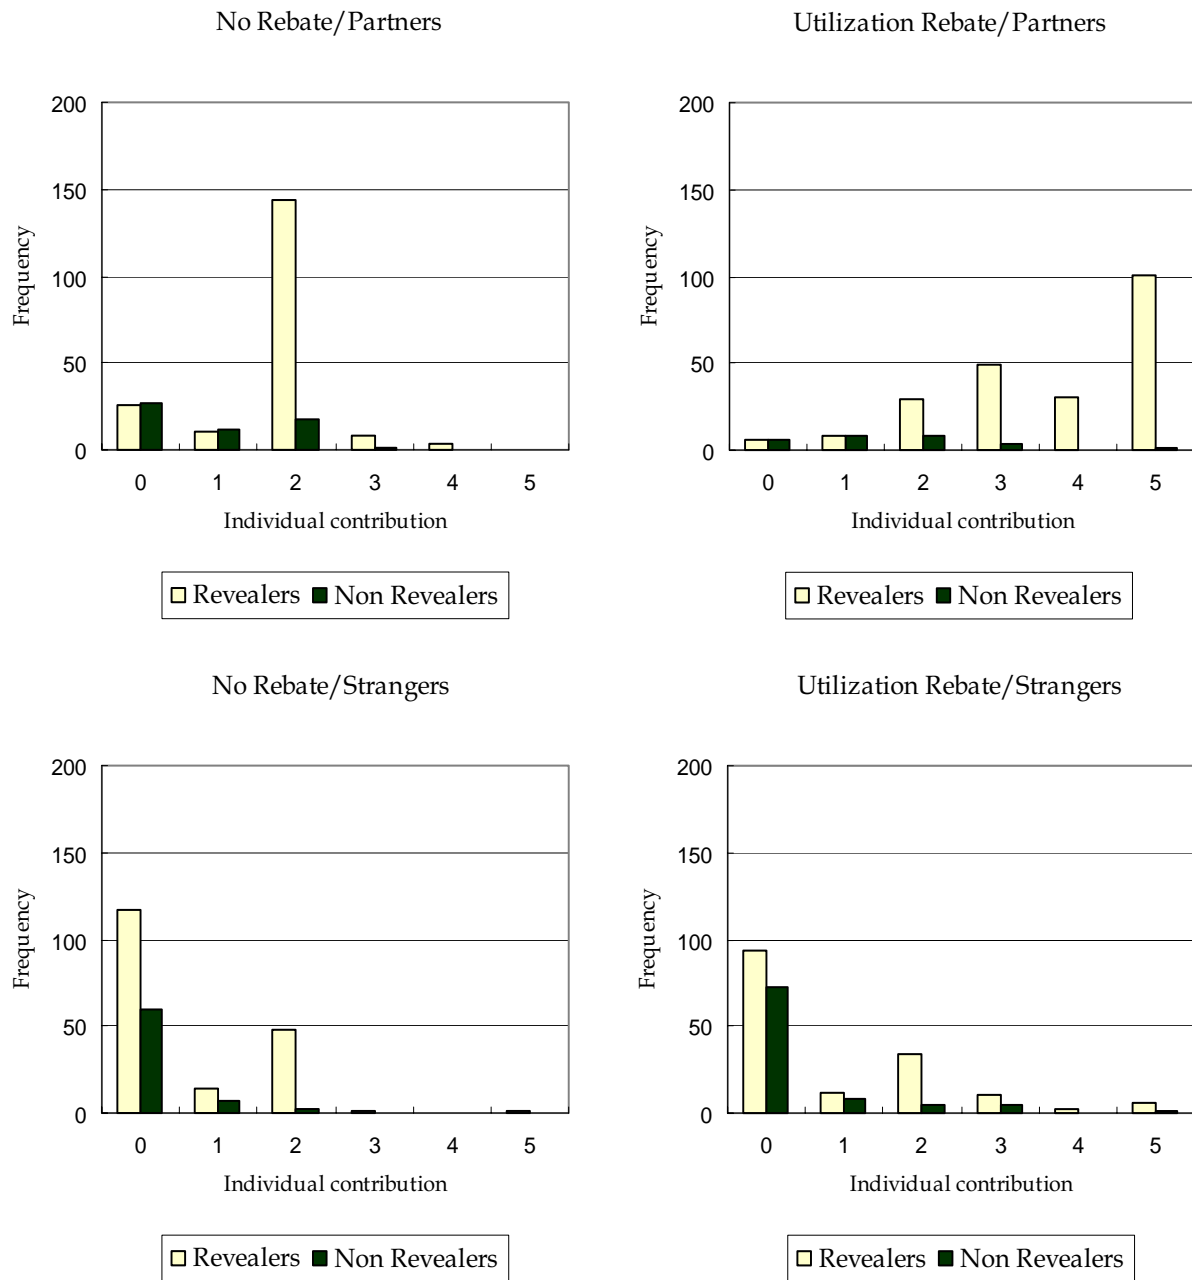 No Rebate/Partners
Frequency
200
150
100
50
0
0 1 2 3 4 5
Individual contribution
Revealers Non Revealers
Utilization Rebate/Partners
Frequency
200
150
100
50
0
0 1 2 3 4 5
Individual contribution
Revealers Non Revealers
No Rebate/Strangers
Frequency
200
150
100
50
0
0 1 2 3 4 5
Individual contribution
Revealers Non Revealers
Utilization Rebate/Strangers
Frequency
200
150
100
50
0
0 1 2 3 4 5
Individual contribution
Revealers Non Revealers